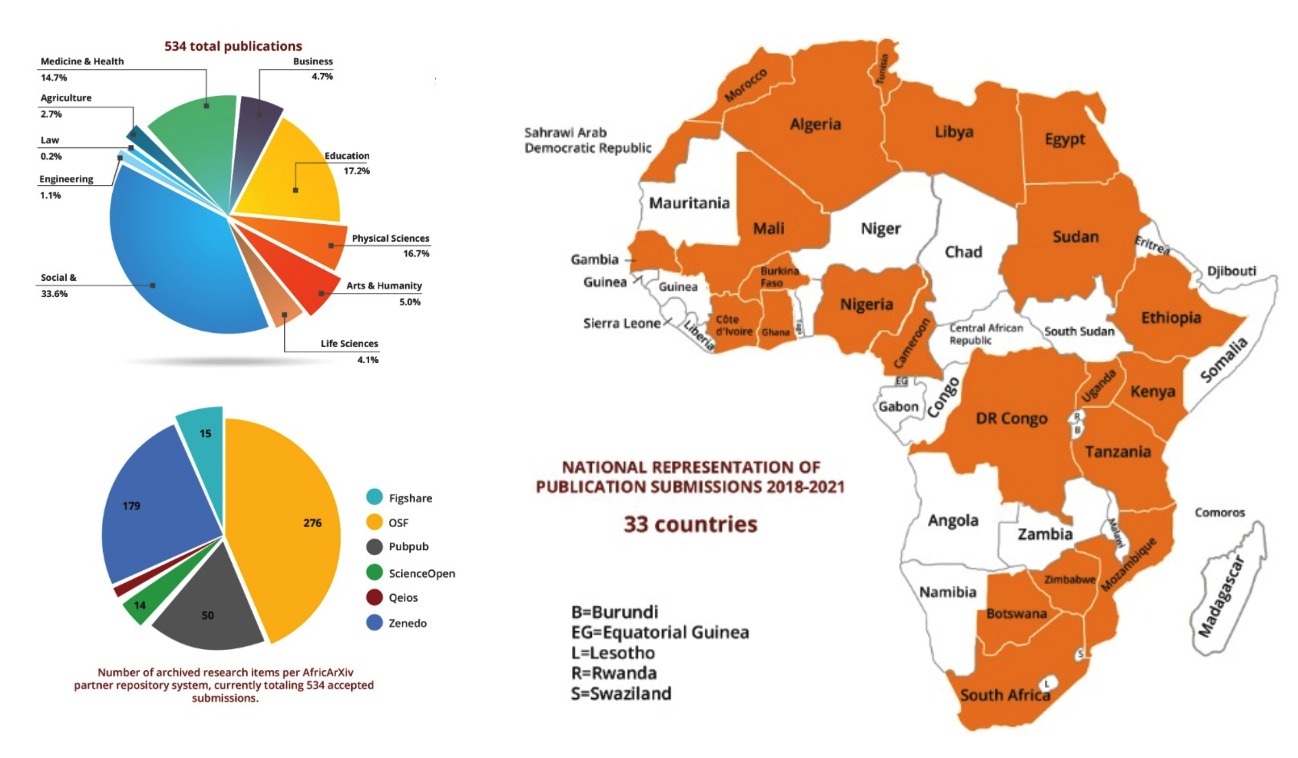 534 total publications
Medicine & Health
14.7%
Business
4.7%
Agriculture
2.7%
Law
0.2%
Engineering
1.1%
Education
17.2%
Physical Sciences
16.7%
Social &
33.6%
Arts & Humanity
5.0%
Life Sciences
4.1%
15
179
276
14
50
Figshare
OSF
Pubpub
ScienceOpen
Qeios
Zenedo
Number of archived research items per AfricArXiv
partner repository system, currently totaling 534 accepted
submissions.
Morocco
Tunisia
Algeria
Libya
Egypt
Sahrawi Arab
Democratic Republic
Mauritania
Mali
Niger
Chad
Sudan
Eritrea
Djibouti
Gambia
Guinea
Guinea
Burkina
Faso
Nigeria
Ethiopia
Sierra Leone
Liberia
Côte
d'Ivoire
Ghana
Togo
Cameroon
Central African
Republic
South Sudan
Somalia
EG
Gabon
Congo
DR Congo
Uganda
Kenya
R
B
Tanzania
NATIONAL REPRESENTATION OF
PUBLICATION SUBMISSIONS 2018-2021
33 countries
Angola
Zambia
Malawi
Comoros
Mozambique
Madagascar
Namibia
Zimbabwe
Botswana
S
L
South Africa
B=Burundi
EG=Equatorial Guinea
L=Lesotho
R=Rwanda
S=Swaziland